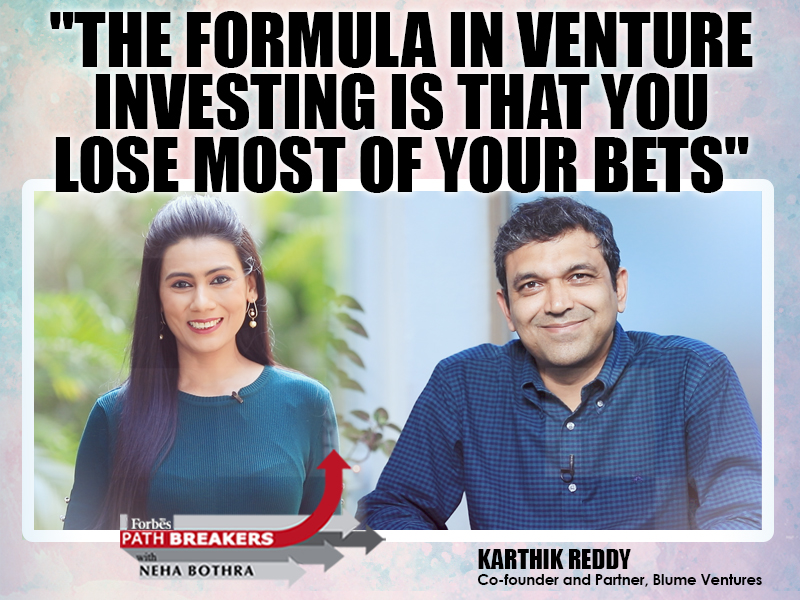 "THE FORMULA IN VENTURE
INVESTING IS THAT YOU
LOSE MOST OF YOUR BETS"
Forbes
PATH BREAKERS
with
NEHA BOTHRA
KARTHIK REDDY
Co-founder and Partner, Blume Ventures